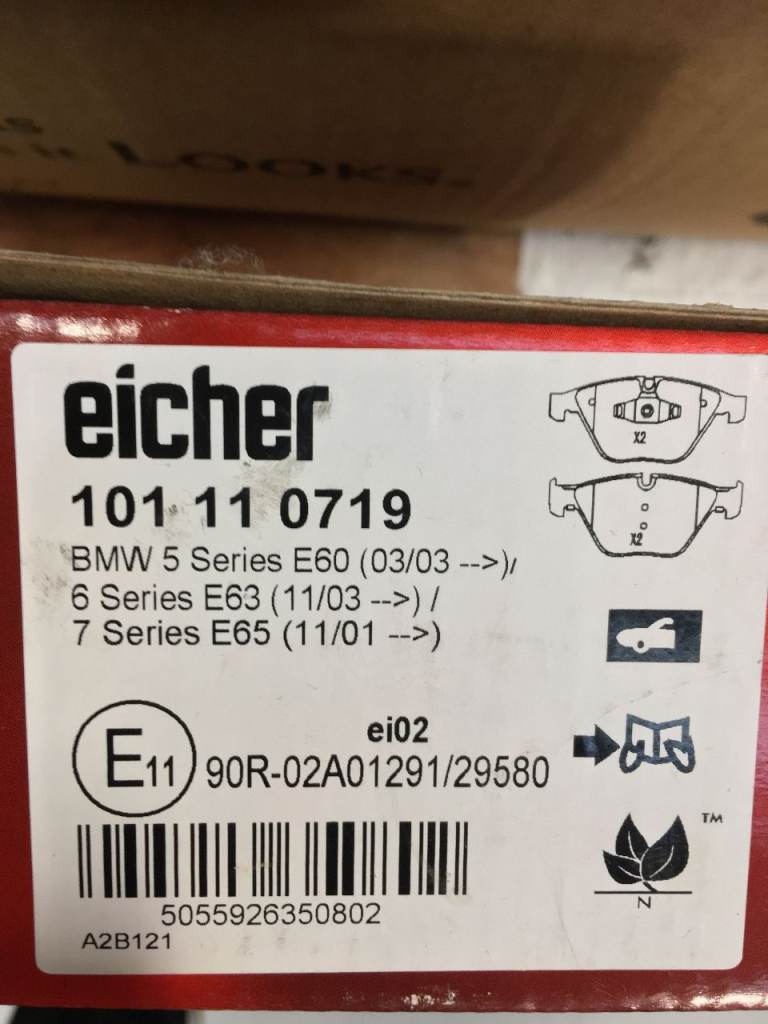 LOOKS.
eicher
101 11 0719
BMW 5 Series E60 (03/03 -->)/
6 Series E63 (11/03 -->) /
7 Series E65 (11/01 -->)
X2
X2
ei02
E11 90R-02A01291/29580
TM
N
5055926350802
A2B121